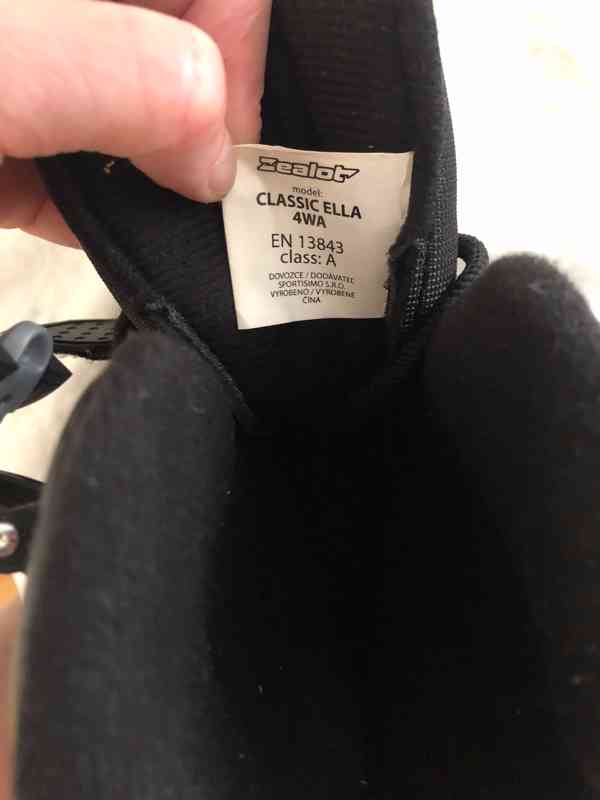 Zealot
model:
CLASSIC ELLA
4WA
EN 13843
class: A
DOVOZCE / DODÁVATEĽ
SPORTISIMO S.R.O.
VYROBENO / VYROBENÉ
ČÍNA